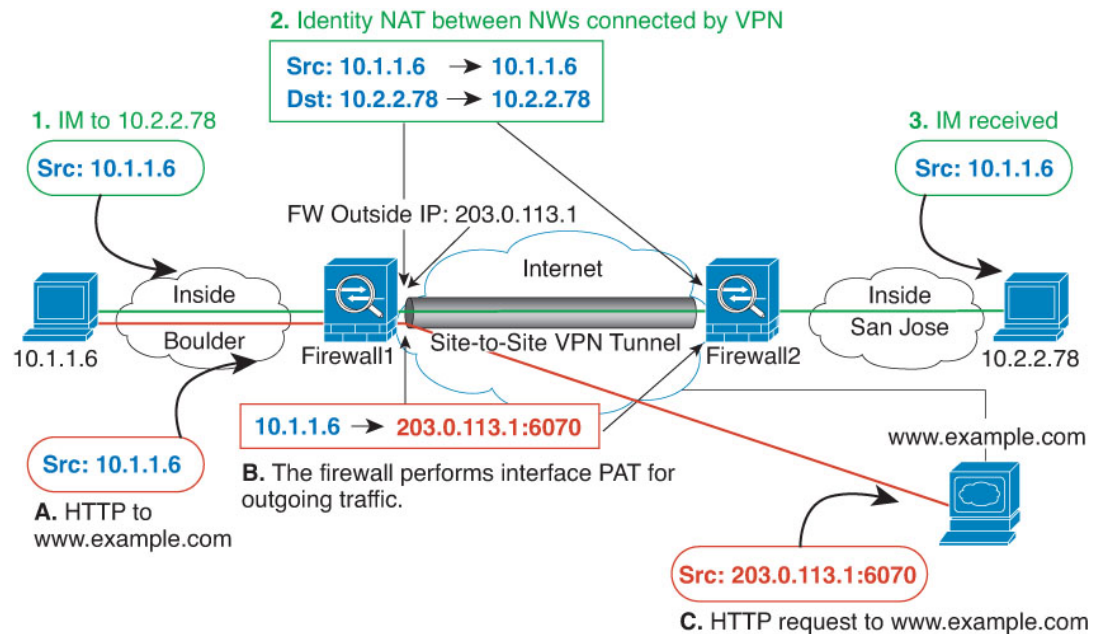 2. Identity NAT between NWs connected by VPN
Src: 10.1.1.6 → 10.1.1.6
Dst: 10.2.2.78 → 10.2.2.78
1. IM to 10.2.2.78
Src: 10.1.1.6
3. IM received
Src: 10.1.1.6
FW Outside IP: 203.0.113.1
Internet
Inside
Boulder
Inside
San Jose
10.1.1.6
Firewall1
Site-to-Site VPN Tunnel
Firewall2
10.2.2.78
10.1.1.6 → 203.0.113.1:6070
B. The firewall performs interface PAT for
outgoing traffic.
Src: 10.1.1.6
A. HTTP to
www.example.com
www.example.com
Src: 203.0.113.1:6070
C. HTTP request to www.example.com